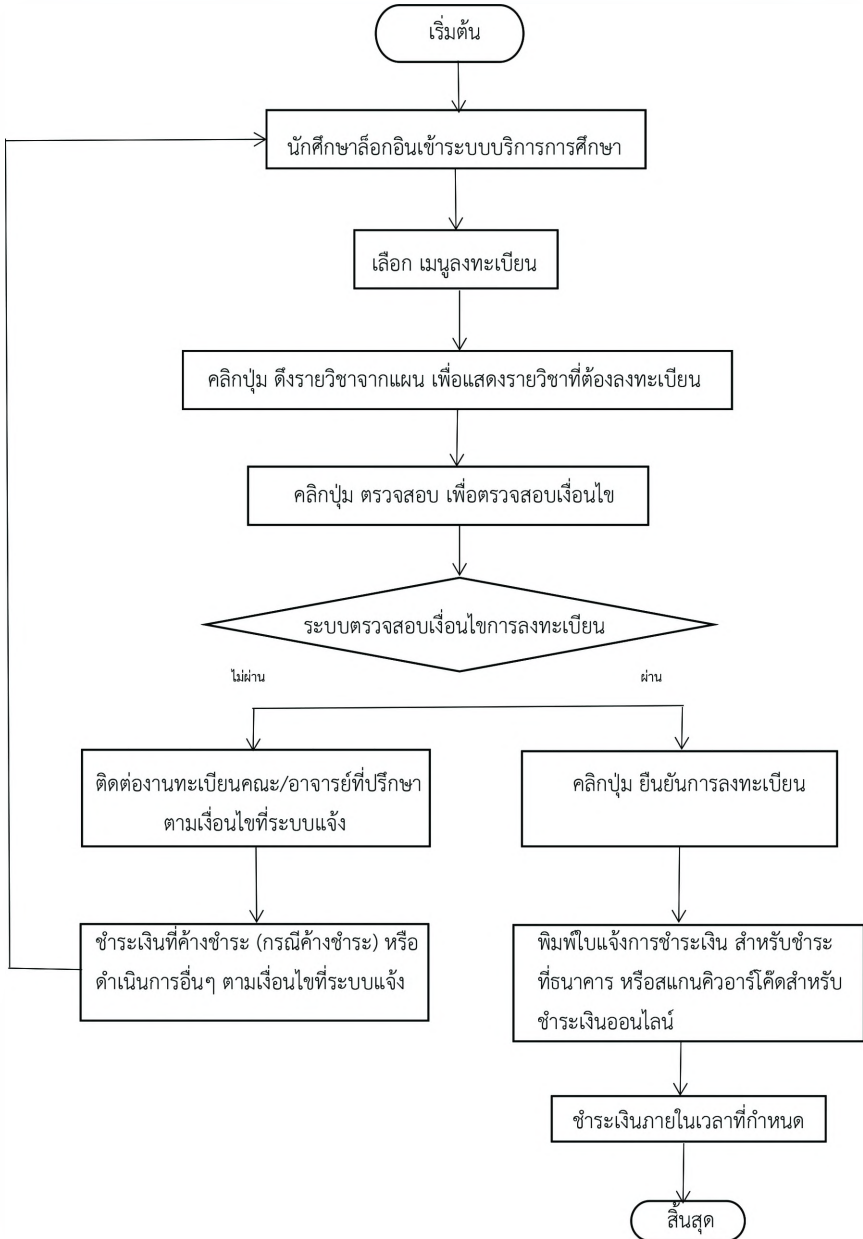 เริ่มต้น
นักศึกษาล็อกอินเข้าระบบบริการการศึกษา
เลือก เมนูลงทะเบียน
คลิกปุ่ม ดึงรายวิชาจากแผน เพื่อแสดงรายวิชาที่ต้องลงทะเบียน
คลิกปุ่ม ตรวจสอบ เพื่อตรวจสอบเงื่อนไข
ระบบตรวจสอบเงื่อนไขการลงทะเบียน
ไม่ผ่าน
ผ่าน
ติดต่องานทะเบียนคณะ/อาจารย์ที่ปรึกษา
ตามเงื่อนไขที่ระบบแจ้ง
คลิกปุ่ม ยืนยันการลงทะเบียน
ชำระเงินที่ค้างชำระ (กรณีค้างชำระ) หรือ
ดำเนินการอื่นๆ ตามเงื่อนไขที่ระบบแจ้ง
พิมพ์ใบแจ้งการชำระเงิน สำหรับชำระ
ที่ธนาคาร หรือสแกนคิวอาร์โค๊ดสำหรับ
ชำระเงินออนไลน์
ชำระเงินภายในเวลาที่กำหนด
สิ้นสุด